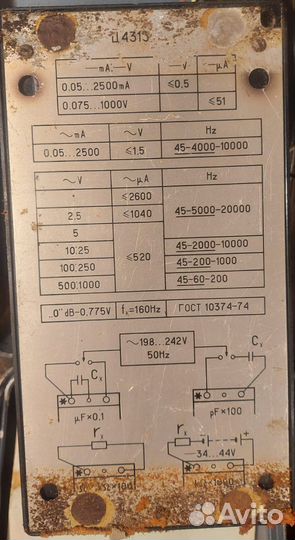 Ц4315
—mA, —V —V —μA
0.05...2500mA ≤0,5
0.075...1000V ≤51
~mA ~V Hz
0.05...2500 ≤1,5 45-4000-10000
~V ~μA Hz
≤2600
2,5 ≤1040 45-5000-20000
5
10.25 ≤520 45-2000-10000
100.250 45-200-1000
500.1000 45-60-200
„0" dB-0,775V fₓ=160Hz ГОСТ 10374-74
~198...242V
50Hz
Cₓ Cₓ
* *
μF×0,1 pF×100
rₓ rₓ - +
—34...44V
* *
Avito